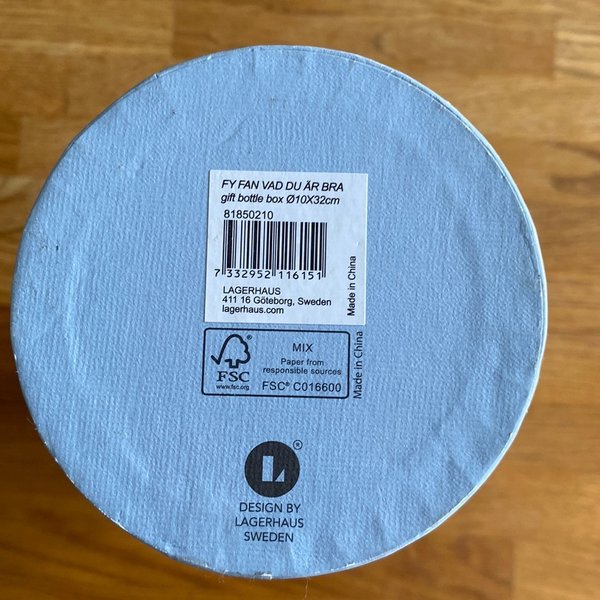 FY FAN VAD DU ÄR BRA
gift bottle box Ø10X32cm
81850210
7 332952 116151
LAGERHAUS
411 16 Göteborg, Sweden
lagerhaus.com
Made in China
FSC
www.fsc.org
MIX
Paper from
responsible sources
FSC® C016600
Made in China
L®
DESIGN BY
LAGERHAUS
SWEDEN